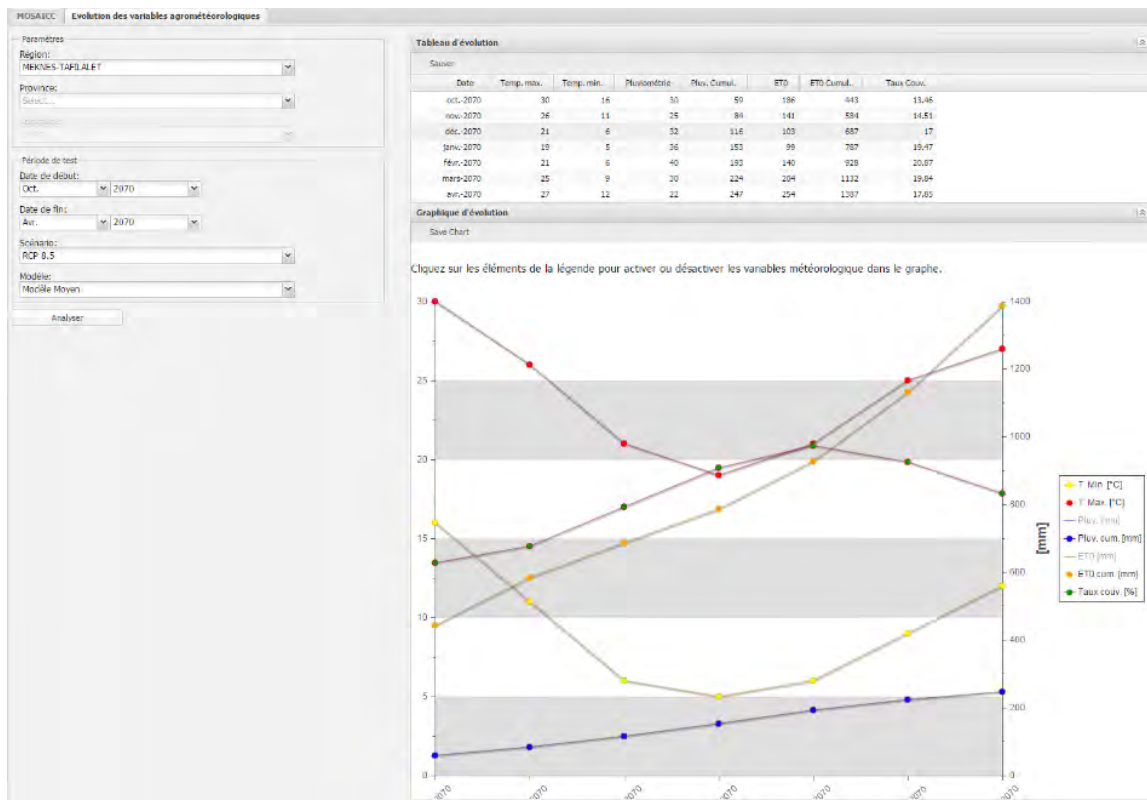 MOSAICC Evolution des variables agrométéorologiques
Paramètres
Région:
MEKNES-TAFILALET
Province:
Select...
Période de test
Date de début:
Oct. 2070
Date de fin:
Avr. 2070
Scénario:
RCP 8.5
Modèle:
Modèle Moyen
Analyser
Tableau d'évolution
Sauver
Date Temp. max. Temp. min. Pluviométrie Pluv. Cumul. ET0 ET0 Cumul. Taux Couv.
oct.-2070 30 16 30 59 186 443 13.46
nov.-2070 26 11 25 84 141 584 14.51
déc.-2070 21 6 32 116 103 687 17
janv.-2070 19 5 36 153 99 787 19.47
févr.-2070 21 6 40 193 140 928 20.87
mars-2070 25 9 30 224 204 1132 19.84
avr.-2070 27 12 22 247 254 1387 17.85
Graphique d'évolution
Save Chart
Cliquez sur les éléments de la légende pour activer ou désactiver les variables météorologique dans le graphe.
30 1400
25 1200
20 1000
15 800
10 600
5 400
0 200
0
[mm]
T Min [°C]
T Max. [°C]
Pluv. [mm]
Pluv. cum. [mm]
ET0 [mm]
ET0 cum. [mm]
Taux couv. [%]